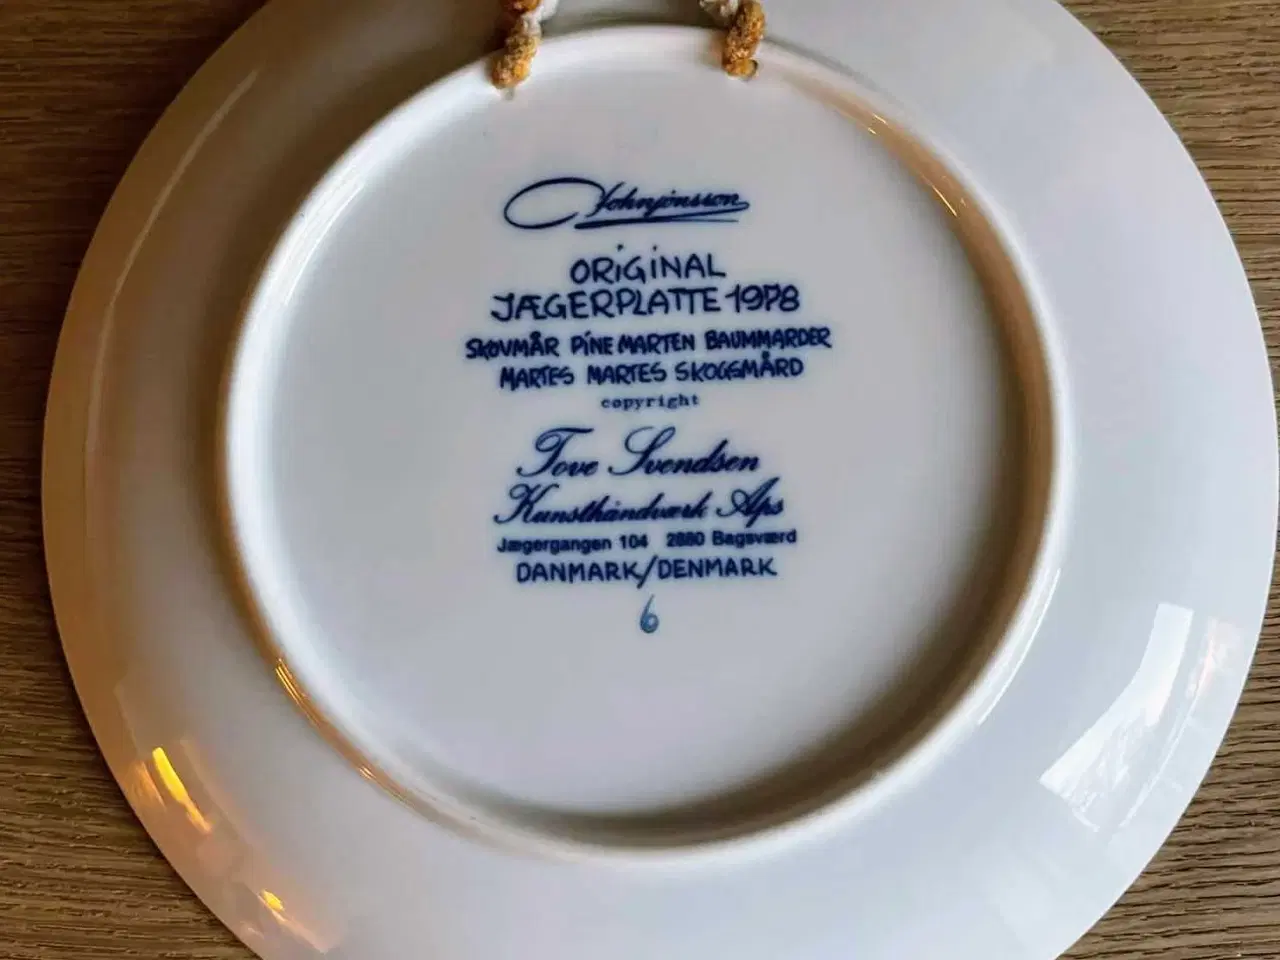 Johnjönsson
ORIGINAL
JÆGERPLATTE 1978
SKOVMÅR PINE MARTEN BAUMMARDER
MARTES MARTES SKOGSMÅRD
copyright
Tove Svendsen
Kunsthåndværk Aps
Jægergangen 104 2880 Bagsværd
DANMARK/DENMARK
6